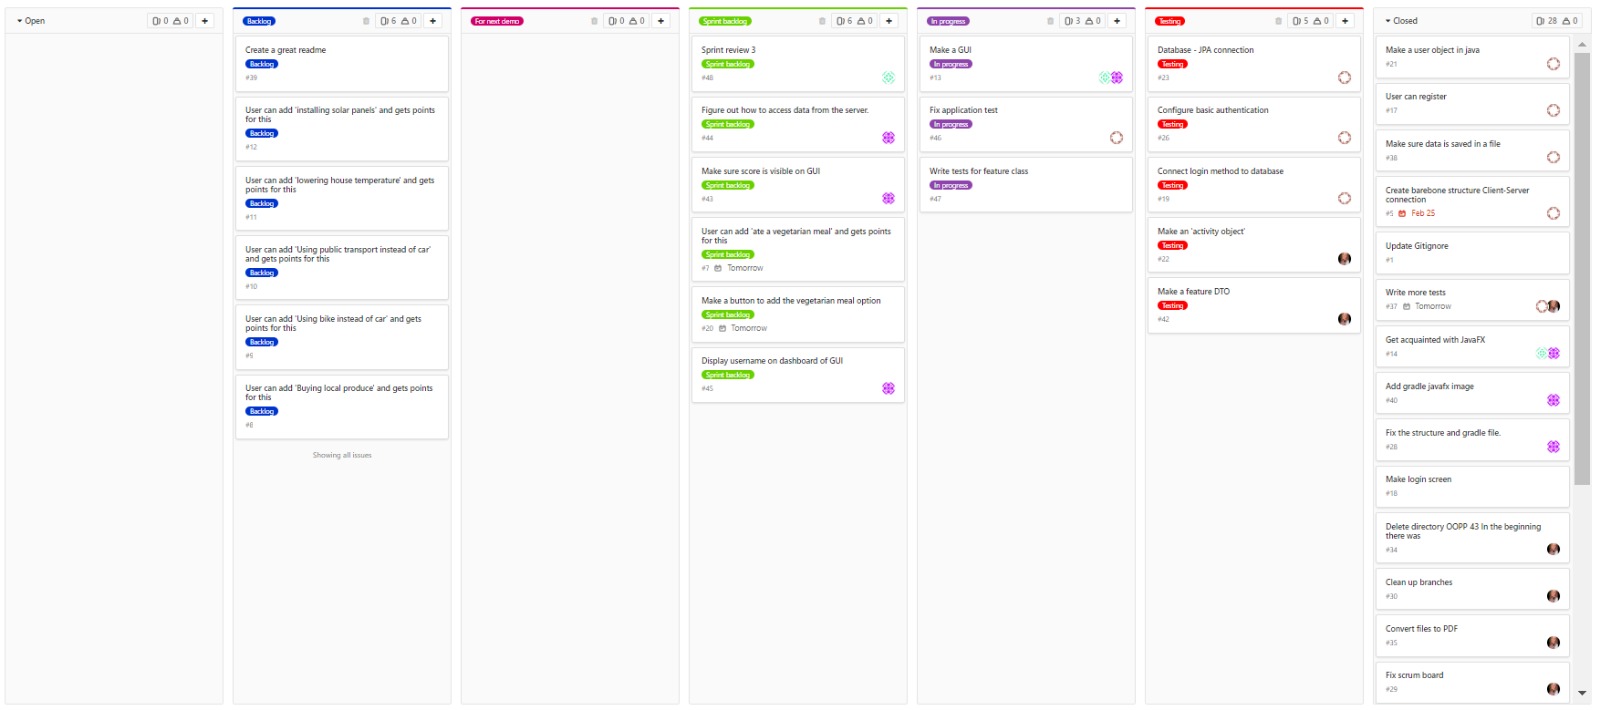 Open
0 0
Backlog
6 0
Create a great readme
Backlog
#39
User can add 'installing solar panels' and gets points
for this
Backlog
#12
User can add 'lowering house temperature' and gets
points for this
Backlog
#11
User can add 'Using public transport instead of car'
and gets points for this
Backlog
#10
User can add 'Using bike instead of car' and gets
points for this
Backlog
#9
User can add 'Buying local produce' and gets points
for this
Backlog
#8
Showing all issues
For next demo
0 0
Sprint backlog
6 0
Sprint review 3
Sprint backlog
#48
Figure out how to access data from the server.
Sprint backlog
#44
Make sure score is visible on GUI
Sprint backlog
#43
User can add 'ate a vegetarian meal' and gets points
for this
Sprint backlog
#7 Tomorrow
Make a button to add the vegetarian meal option
Sprint backlog
#20 Tomorrow
Display username on dashboard of GUI
Sprint backlog
#45
In progress
3 0
Make a GUI
In progress
#13
Fix application test
In progress
#46
Write tests for feature class
In progress
#47
Testing
5 0
Database - JPA connection
Testing
#23
Configure basic authentication
Testing
#26
Connect login method to database
Testing
#19
Make an 'activity object'
Testing
#22
Make a feature DTO
Testing
#42
Closed
28 0
Make a user object in java
#21
User can register
#17
Make sure data is saved in a file
#38
Create barebone structure Client-Server
connection
#5 Feb 25
Update Gitignore
#1
Write more tests
#37 Tomorrow
Get acquainted with JavaFX
#14
Add gradle javafx image
#40
Fix the structure and gradle file.
#28
Make login screen
#18
Delete directory OOPP 43 In the beginning
there was
#34
Clean up branches
#30
Convert files to PDF
#35
Fix scrum board
#29